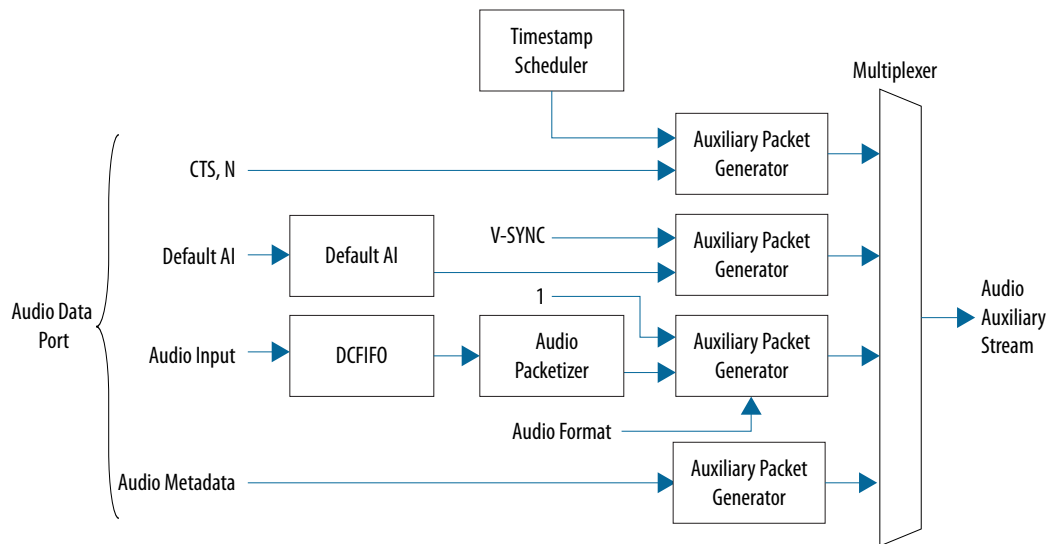 Timestamp
Scheduler
Multiplexer
Auxiliary Packet
Generator
CTS, N
V-SYNC
Auxiliary Packet
Generator
Default AI
Default AI
Audio Data
Port
1
Audio
Auxiliary
Stream
Audio Input
DCFIFO
Audio
Packetizer
Auxiliary Packet
Generator
Audio Format
Audio Metadata
Auxiliary Packet
Generator